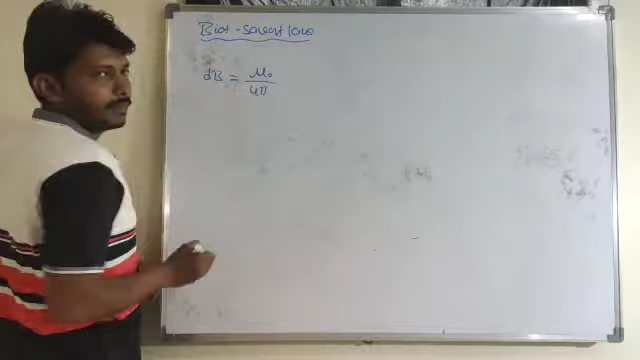 Biot-savart law
dB = μ₀/4π